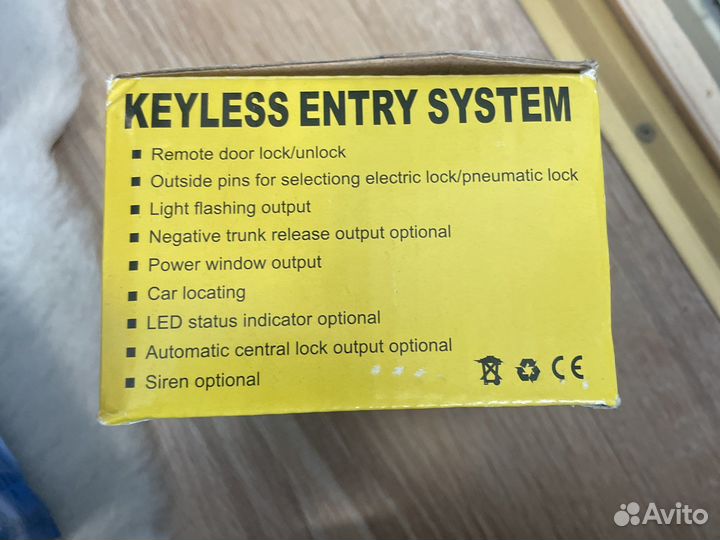 KEYLESS ENTRY SYSTEM
Remote door lock/unlock
Outside pins for selectiong electric lock/pneumatic lock
Light flashing output
Negative trunk release output optional
Power window output
Car locating
LED status indicator optional
Automatic central lock output optional
Siren optional
CE
Avito